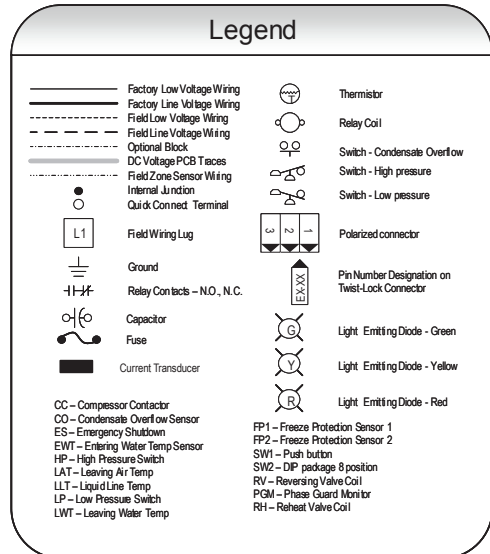 Legend
Factory Low Voltage Wiring
Factory Line Voltage Wiring
Field Low Voltage Wiring
Field Line Voltage Wiring
Optional Block
DC Voltage PCB Traces
Field Zone Sensor Wiring
Internal Junction
Quick Connect Terminal
L1 Field Wiring Lug
Ground
Relay Contacts – N.O., N.C.
Capacitor
Fuse
Current Transducer
T Thermistor
Relay Coil
Switch - Condensate Overflow
Switch - High pressure
Switch - Low pressure
3 2 1 Polarized connector
EX-XX Pin Number Designation on
Twist-Lock Connector
G Light Emitting Diode - Green
Y Light Emitting Diode - Yellow
R Light Emitting Diode - Red
CC – Compressor Contactor
CO – Condensate Overflow Sensor
ES – Emergency Shutdown
EWT – Entering Water Temp Sensor
HP – High Pressure Switch
LAT – Leaving Air Temp
LLT – Liquid Line Temp
LP – Low Pressure Switch
LWT – Leaving Water Temp
FP1 – Freeze Protection Sensor 1
FP2 – Freeze Protection Sensor 2
SW1 – Push button
SW2 – DIP package 8 position
RV – Reversing Valve Coil
PGM – Phase Guard Monitor
RH – Reheat Valve Coil